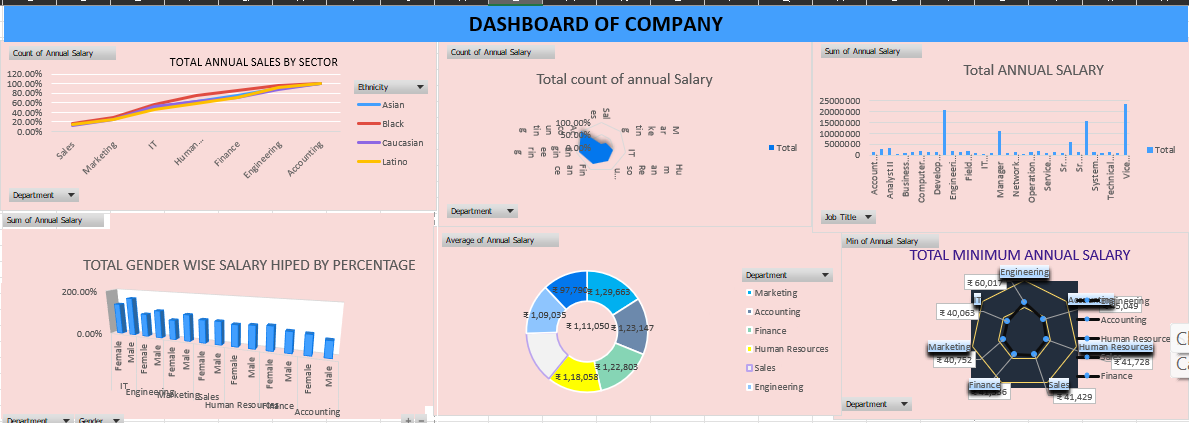 DASHBOARD OF COMPANY
Count of Annual Salary
TOTAL ANNUAL SALES BY SECTOR
120.00%
100.00%
80.00%
60.00%
40.00%
20.00%
0.00%
Sales
Marketing
IT
Human...
Finance
Engineering
Accounting
Ethnicity
Asian
Black
Caucasian
Latino
Department
Count of Annual Salary
Total count of annual Salary
100.00%
50.00%
0.00%
IT
Total
Department
Sum of Annual Salary
Total ANNUAL SALARY
25000000
20000000
15000000
10000000
5000000
0
Account...
Analyst II
Business...
Computer...
Develop...
Engineeri...
Field...
IT...
Manager
Network...
Operation...
Service...
Sr...
Sr...
System...
Technical...
Vice...
Total
Job Title
Sum of Annual Salary
TOTAL GENDER WISE SALARY HIPED BY PERCENTAGE
200.00%
0.00%
Female
Male
Female
Male
Female
Male
Female
Male
Female
Male
Female
Male
Female
Male
IT
Engineering
Marketing
Sales
Human Resources
Finance
Accounting
Department
Gender
Average of Annual Salary
₹ 97,790
₹ 1,29,663
₹ 1,09,035
₹ 1,11,050
₹ 1,23,147
₹ 1,22,803
₹ 1,18,058
Department
Marketing
Accounting
Finance
Human Resources
Sales
Engineering
Min of Annual Salary
TOTAL MINIMUM ANNUAL SALARY
Engineering
₹ 60,017
IT
Engineering
₹ 40,063
Accounting
Marketing
Human Resources
Human Resource
₹ 40,752
₹ 41,728
Finance
Sales
Finance
₹ 41,429
Department